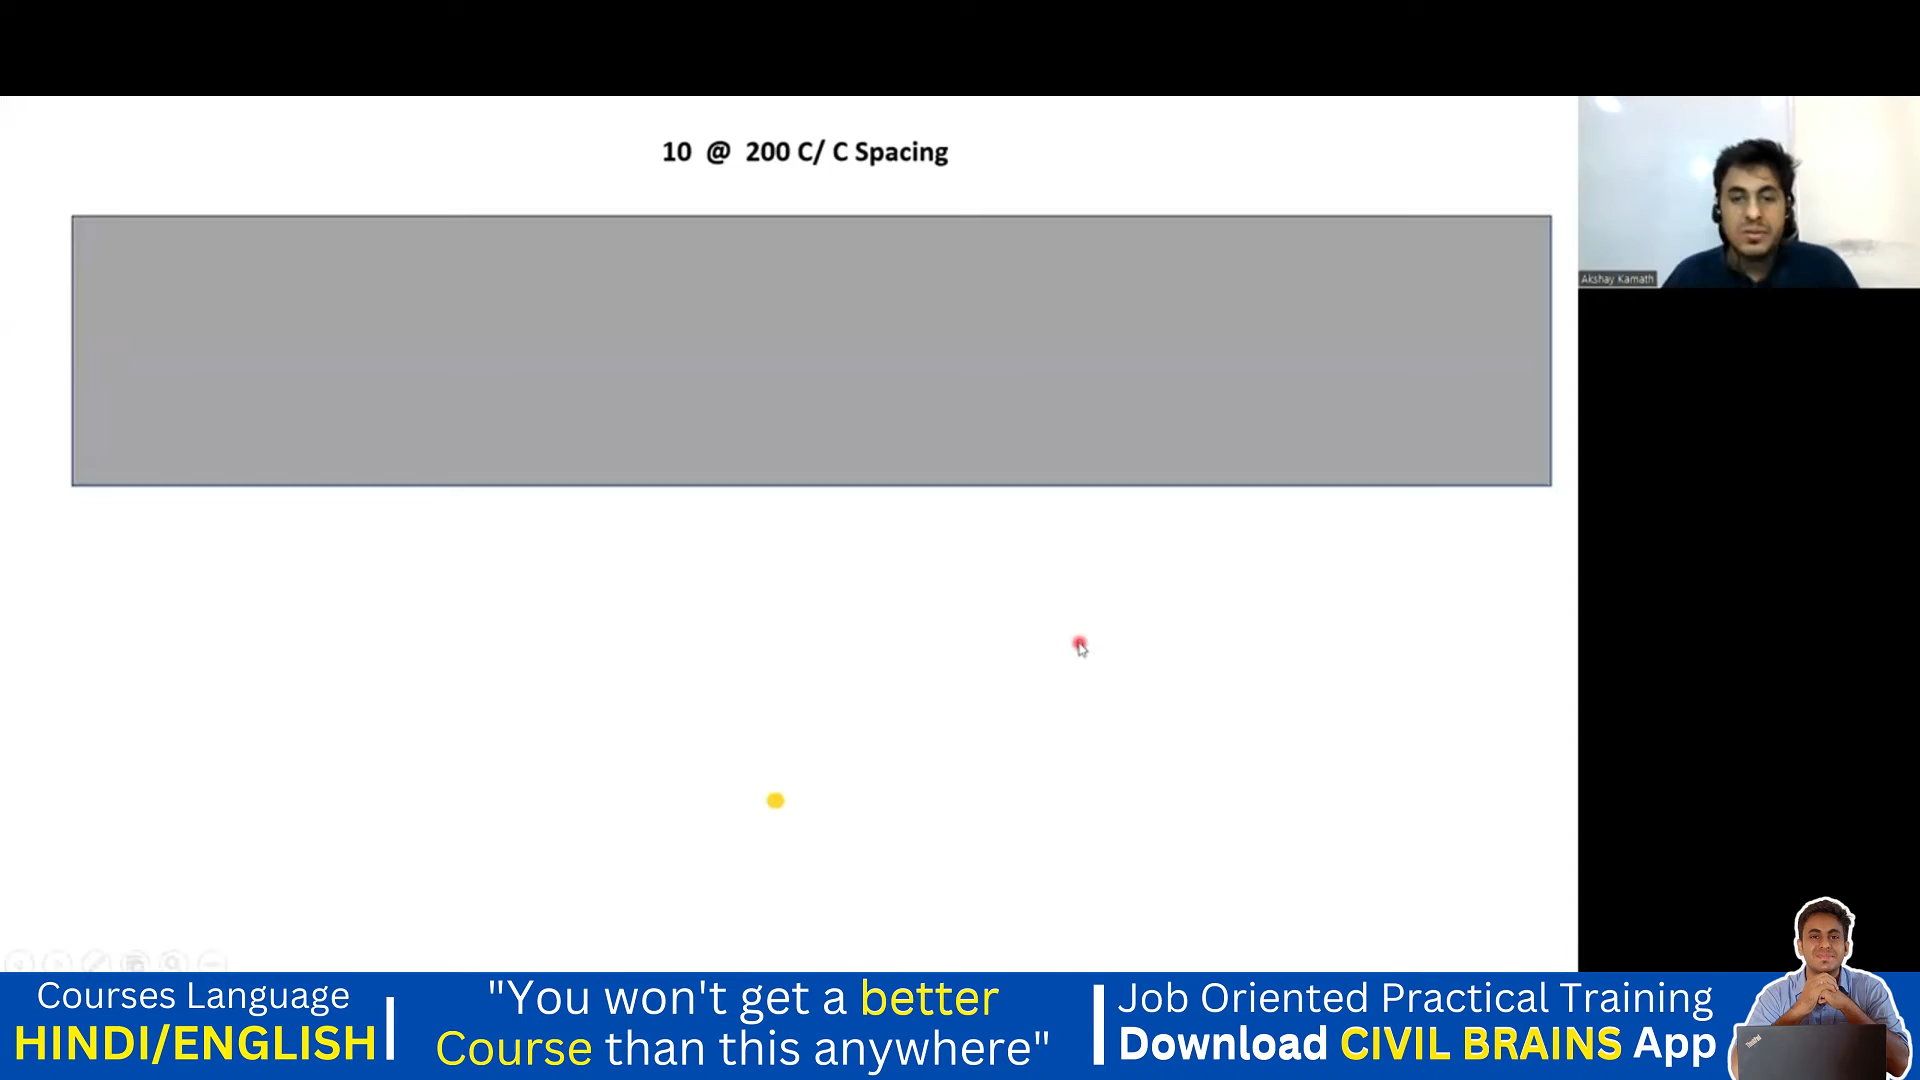 10 @ 200 C/ C Spacing
Akshay Kamath
Courses Language
HINDI/ENGLISH
"You won't get a better
Course than this anywhere"
Job Oriented Practical Training
Download CIVIL BRAINS App
ThinkPad